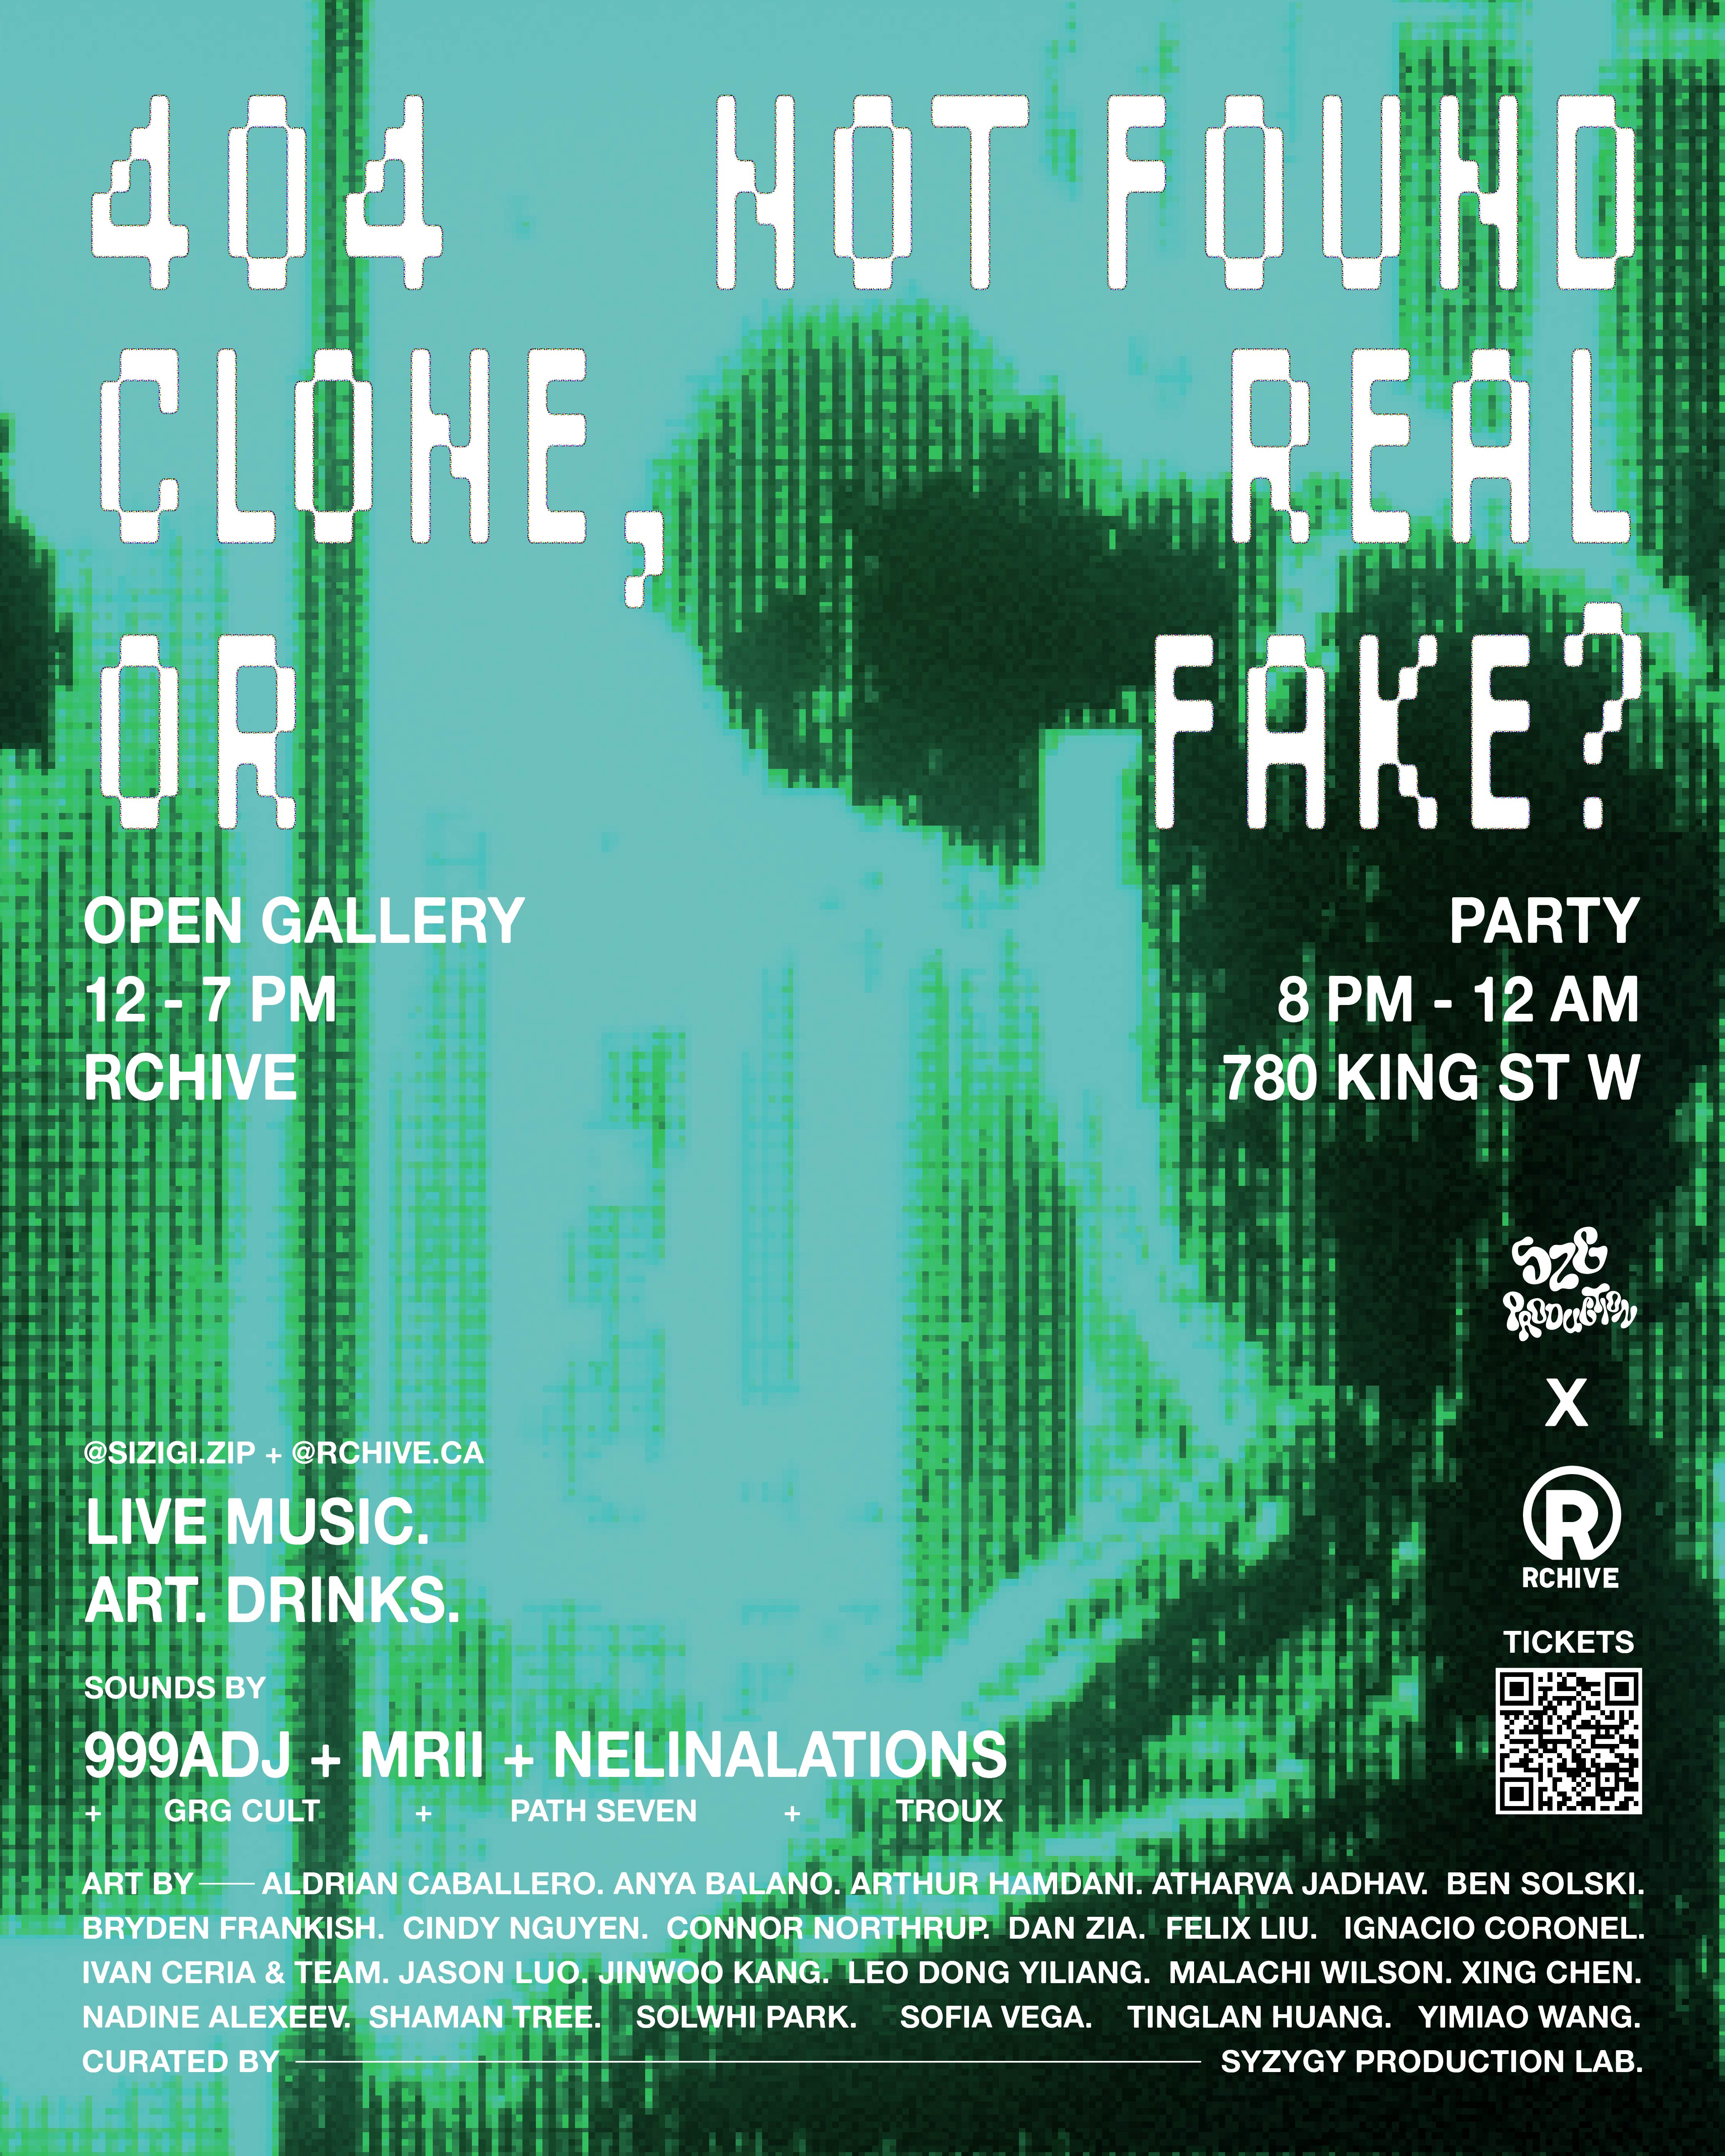 404 NOT FOUND
CLONE, REAL
OR FAKE?
OPEN GALLERY
12 - 7 PM
RCHIVE
PARTY
8 PM - 12 AM
780 KING ST W
SZG
PRODUCTION
X
R
RCHIVE
TICKETS
@SIZIGI.ZIP + @RCHIVE.CA
LIVE MUSIC.
ART. DRINKS.
SOUNDS BY
999ADJ + MRII + NELINALATIONS
+ GRG CULT + PATH SEVEN + TROUX
ART BY — ALDRIAN CABALLERO. ANYA BALANO. ARTHUR HAMDANI. ATHARVA JADHAV. BEN SOLSKI.
BRYDEN FRANKISH. CINDY NGUYEN. CONNOR NORTHRUP. DAN ZIA. FELIX LIU. IGNACIO CORONEL.
IVAN CERIA & TEAM. JASON LUO. JINWOO KANG. LEO DONG YILIANG. MALACHI WILSON. XING CHEN.
NADINE ALEXEEV. SHAMAN TREE. SOLWHI PARK. SOFIA VEGA. TINGLAN HUANG. YIMIAO WANG.
CURATED BY — SYZYGY PRODUCTION LAB.